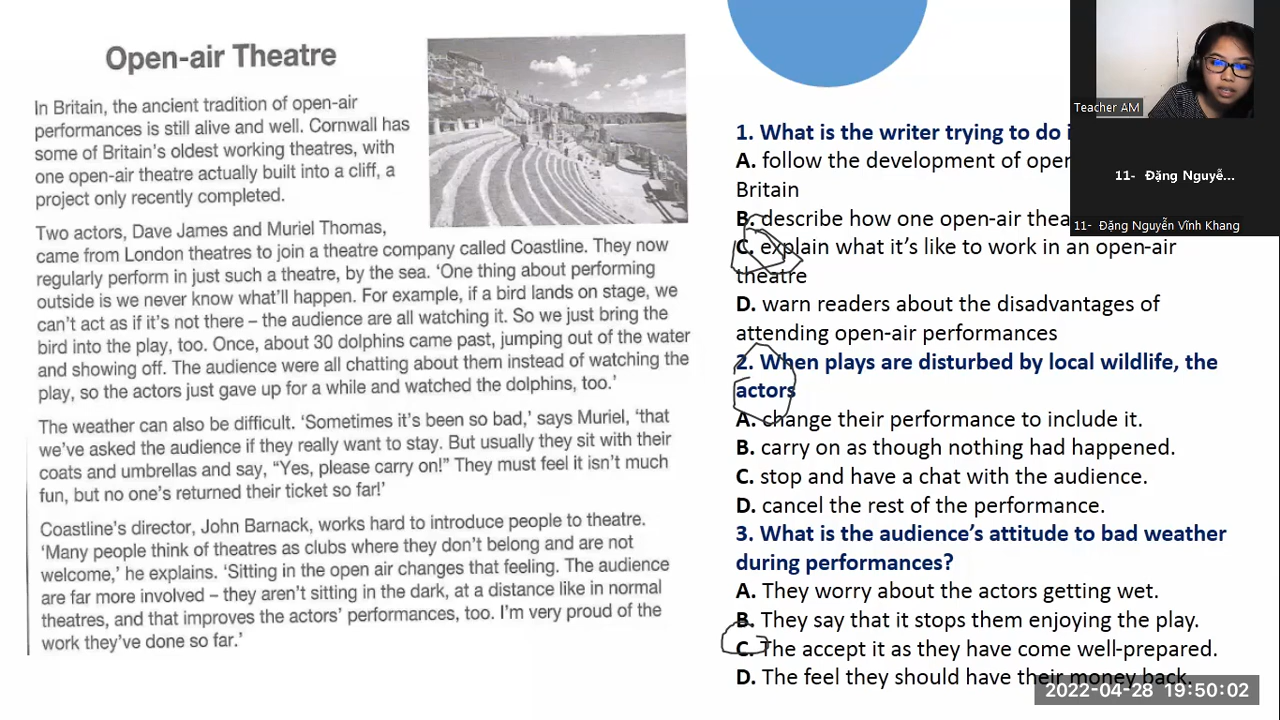 Open-air Theatre
In Britain, the ancient tradition of open-air
performances is still alive and well. Cornwall has
some of Britain's oldest working theatres, with
one open-air theatre actually built into a cliff, a
project only recently completed.
Two actors, Dave James and Muriel Thomas,
came from London theatres to join a theatre company called Coastline. They now
regularly perform in just such a theatre, by the sea. 'One thing about performing
outside is we never know what'll happen. For example, if a bird lands on stage, we
can't act as if it's not there – the audience are all watching it. So we just bring the
bird into the play, too. Once, about 30 dolphins came past, jumping out of the water
and showing off. The audience were all chatting about them instead of watching the
play, so the actors just gave up for a while and watched the dolphins, too.'
The weather can also be difficult. 'Sometimes it's been so bad,' says Muriel, 'that
we've asked the audience if they really want to stay. But usually they sit with their
coats and umbrellas and say, "Yes, please carry on!" They must feel it isn't much
fun, but no one's returned their ticket so far!'
Coastline's director, John Barnack, works hard to introduce people to theatre.
'Many people think of theatres as clubs where they don't belong and are not
welcome,' he explains. 'Sitting in the open air changes that feeling. The audience
are far more involved – they aren't sitting in the dark, at a distance like in normal
theatres, and that improves the actors' performances, too. I'm very proud of the
work they've done so far.'
1. What is the writer trying to do
A. follow the development of
Britain
B. describe how one open-air
C. explain what it's like to work in an open-air
theatre
D. warn readers about the disadvantages of
attending open-air performances
2. When plays are disturbed by local wildlife, the
actors
A. change their performance to include it.
B. carry on as though nothing had happened.
C. stop and have a chat with the audience.
D. cancel the rest of the performance.
3. What is the audience's attitude to bad weather
during performances?
A. They worry about the actors getting wet.
B. They say that it stops them enjoying the play.
C. The accept it as they have come well-prepared.
D. The feel they should have their money back.
Teacher AM
11- Đặng Nguyễ...
11- Đặng Nguyễn Vĩnh Khang
2022-04-28 19:50:02